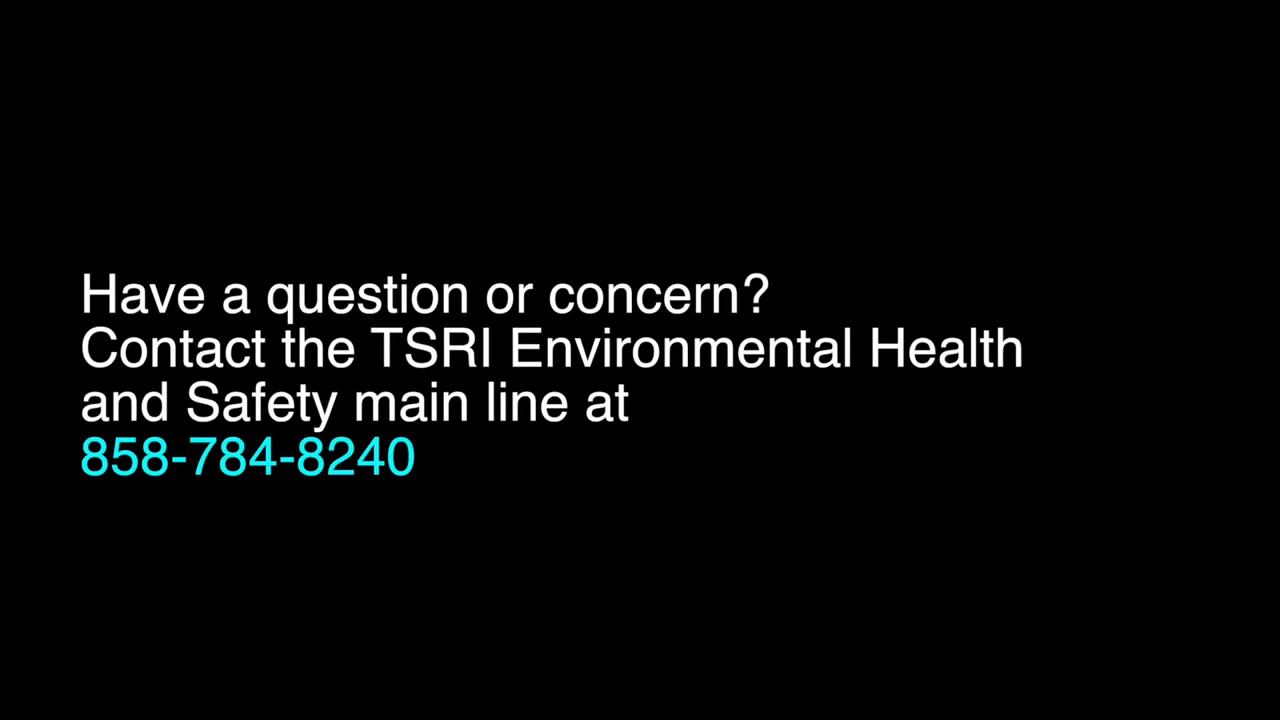 Have a question or concern?
Contact the TSRI Environmental Health
and Safety main line at
858-784-8240